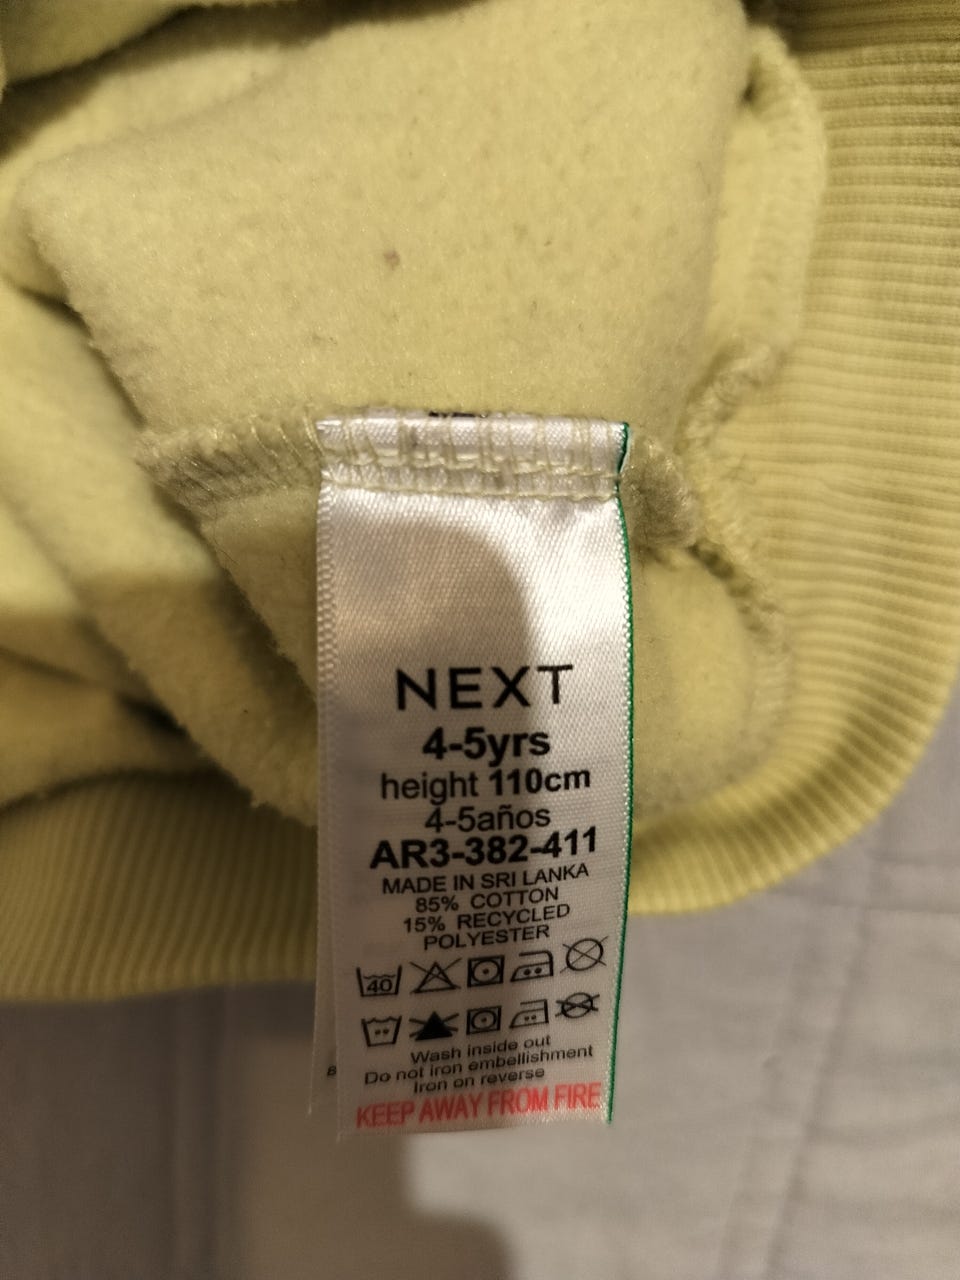 NEXT
4-5yrs
height 110cm
4-5años
AR3-382-411
MADE IN SRI LANKA
85% COTTON
15% RECYCLED
POLYESTER
40
Wash inside out
Do not iron embellishment
Iron on reverse
KEEP AWAY FROM FIRE